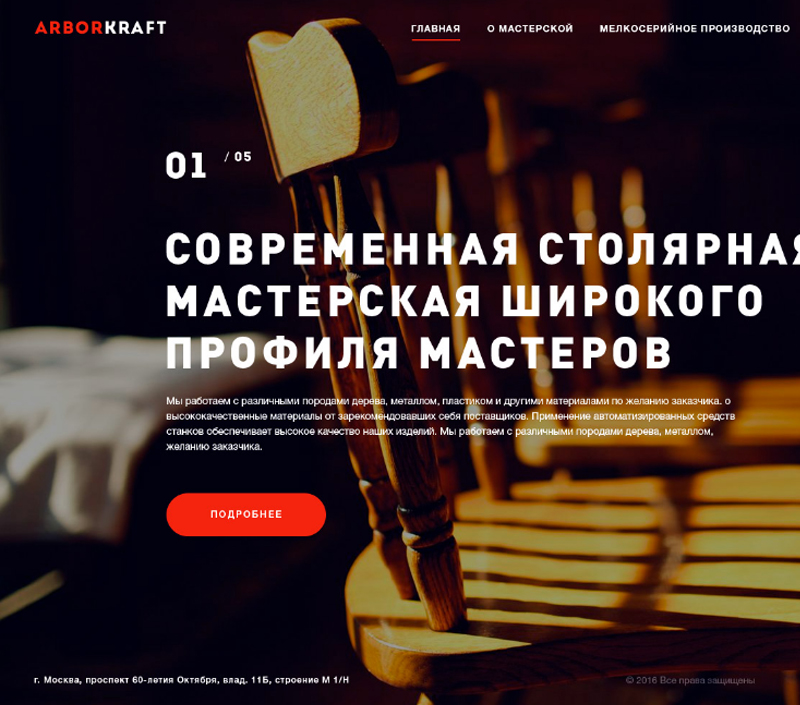 ARBORKRAFT
ГЛАВНАЯ О МАСТЕРСКОЙ МЕЛКОСЕРИЙНОЕ ПРОИЗВОДСТВО
01 / 05
СОВРЕМЕННАЯ СТОЛЯРНАЯ
МАСТЕРСКАЯ ШИРОКОГО
ПРОФИЛЯ МАСТЕРОВ
Мы работаем с различными породами дерева, металлом, пластиком и другими материалами по желанию заказчика. о
высококачественные материалы от зарекомендовавших себя поставщиков. Применение автоматизированных средств
станков обеспечивает высокое качество наших изделий. Мы работаем с различными породами дерева, металлом,
желанию заказчика.
ПОДРОБНЕЕ
г. Москва, проспект 60-летия Октября, влад. 11Б, строение М 1/Н
© 2016 Все права защищены